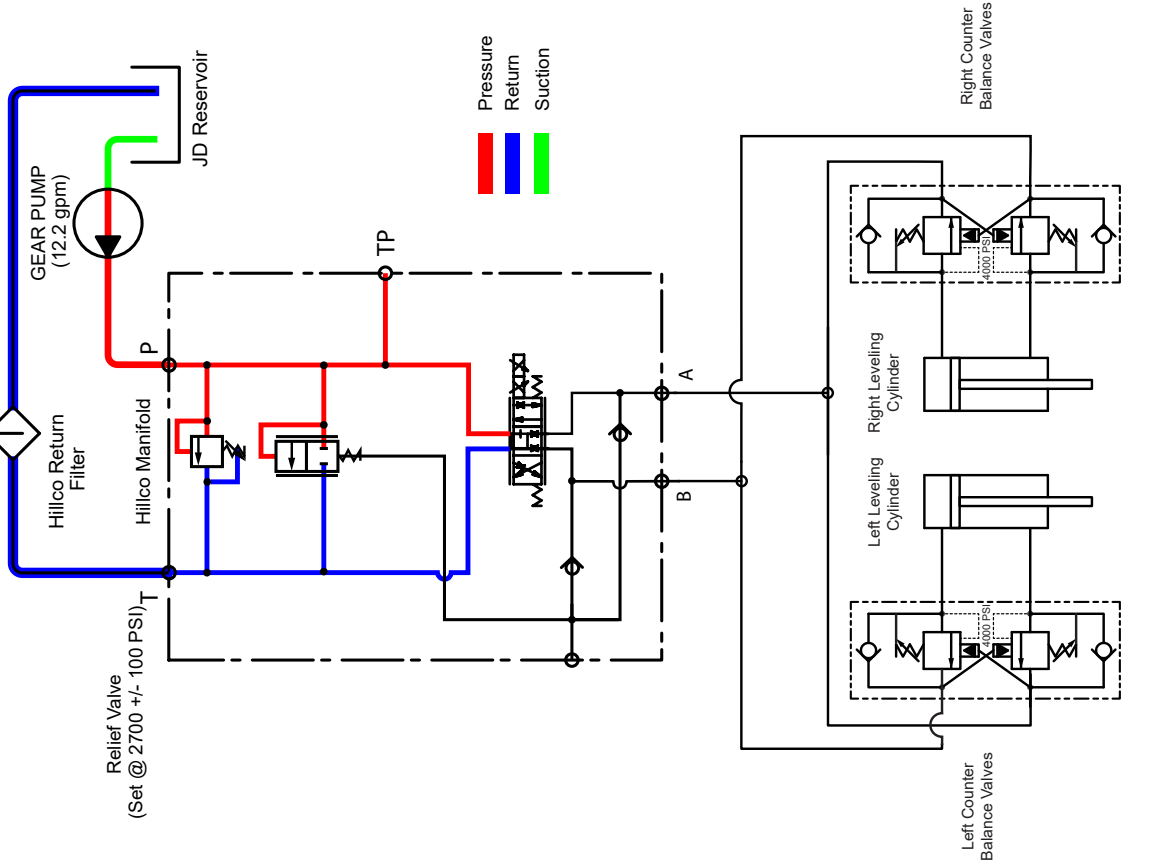 Relief Valve
(Set @ 2700 +/- 100 PSI)
T
Hillco Manifold
Hillco Return
Filter
P
GEAR PUMP
(12.2 gpm)
JD Reservoir
TP
Pressure
Return
Suction
B
A
Left Counter
Balance Valves
4000 PSI
Left Leveling
Cylinder
Right Leveling
Cylinder
4000 PSI
Right Counter
Balance Valves